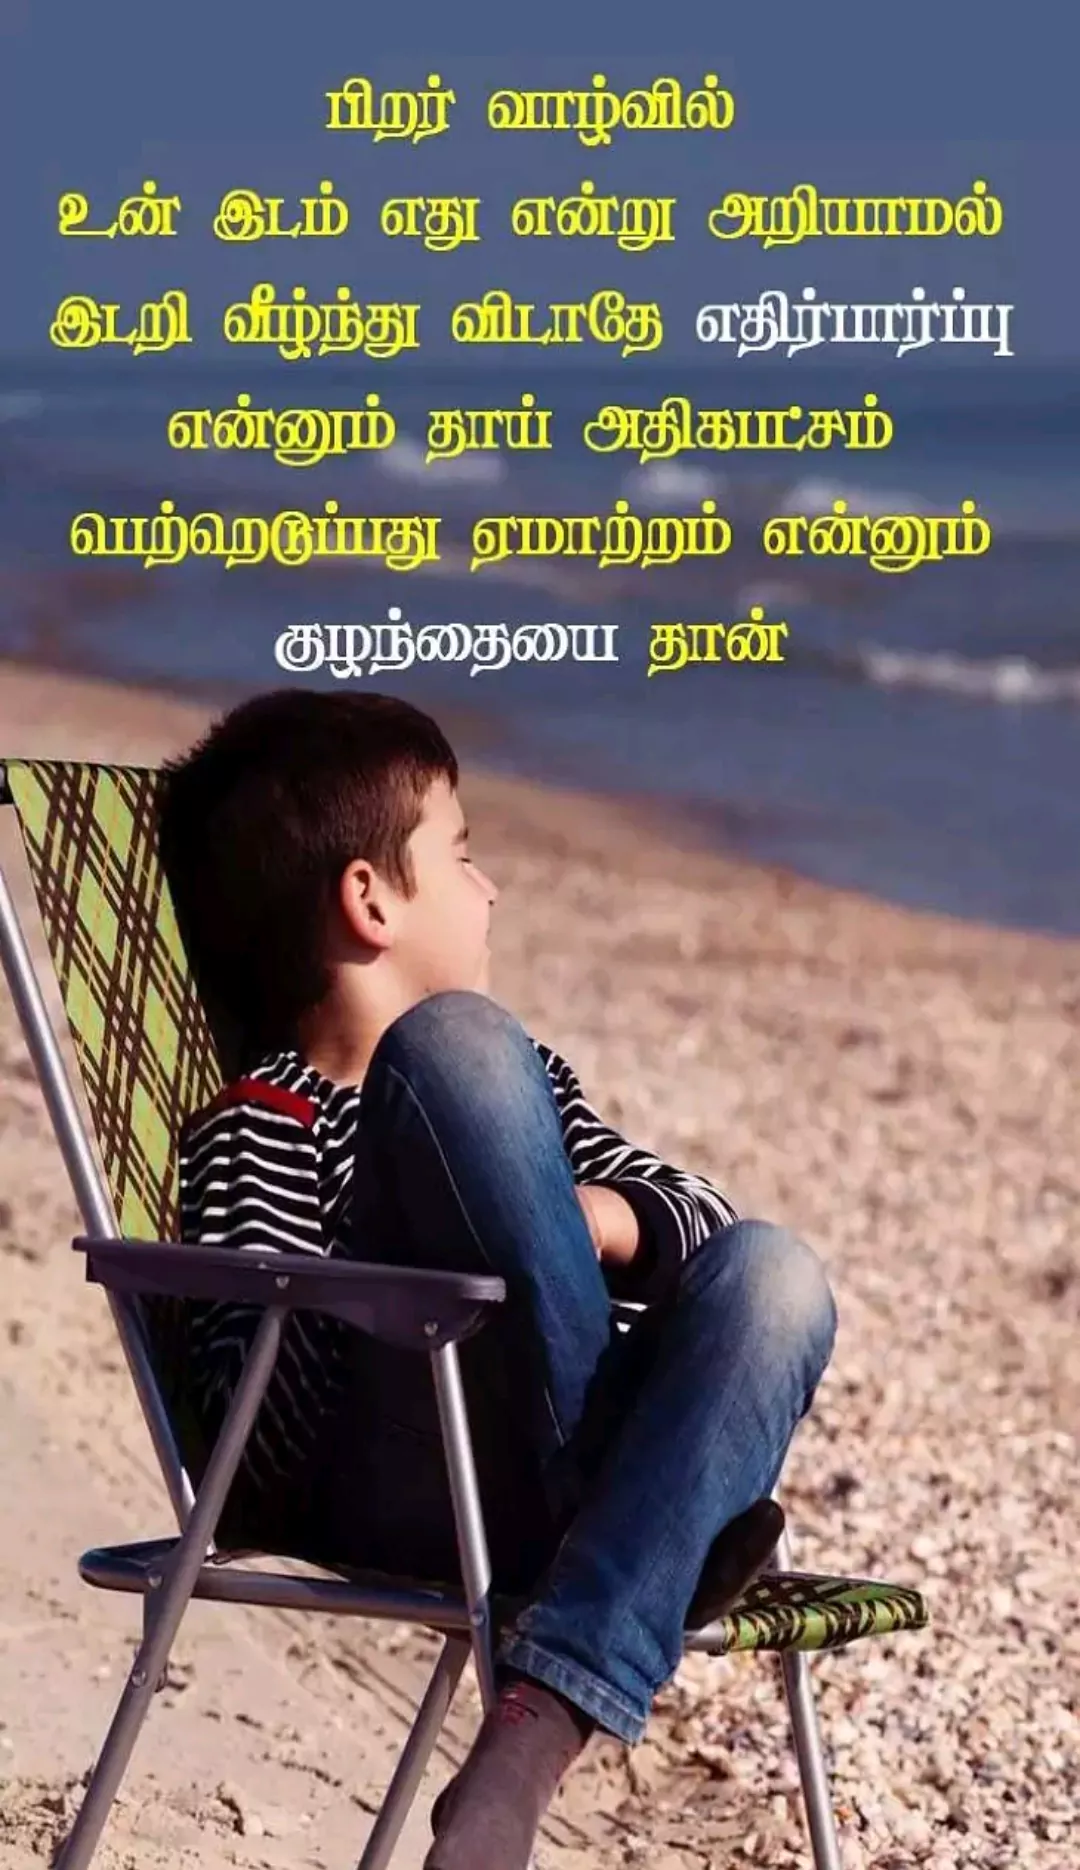 பிறர் வாழ்வில்
உன் இடம் எது என்று அறியாமல்
இடறி வீழ்ந்து விடாதே எதிர்பார்ப்பு
என்னும் தாய் அதிகபட்சம்
பெற்றெடுப்பது ஏமாற்றம் என்னும்
குழந்தையை தான்